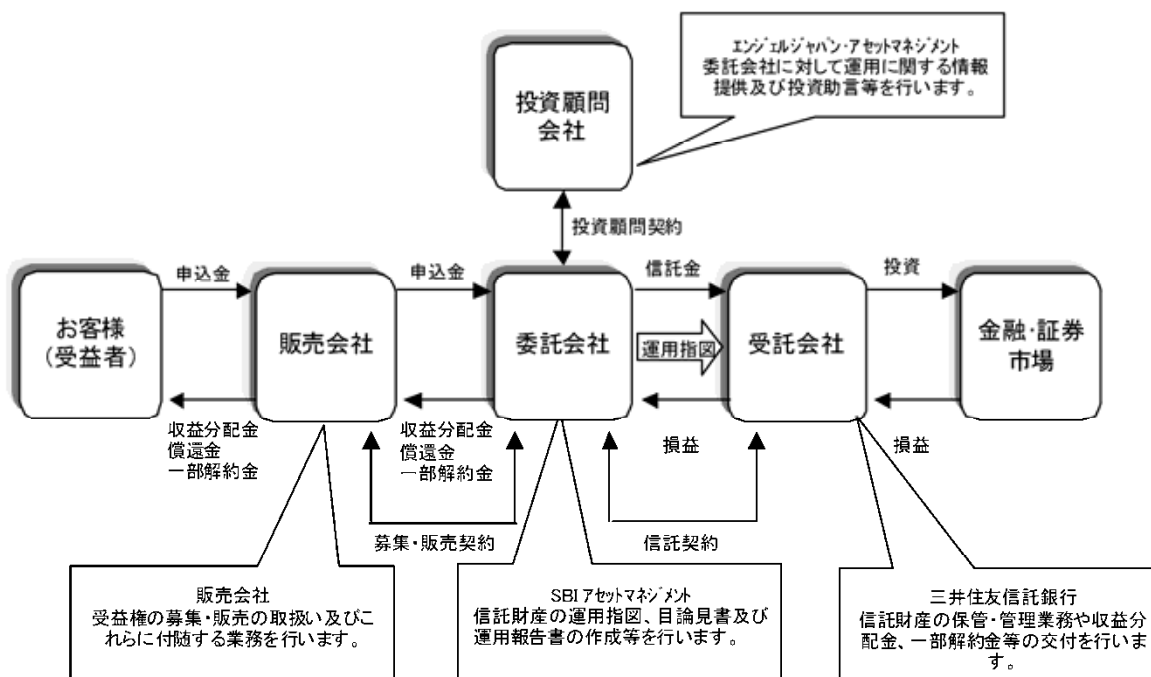 エンジェルジャパン・アセットマネジメント
委託会社に対して運用に関する情報
提供及び投資助言等を行います。
投資顧問
会社
投資顧問契約
申込金
申込金
信託金
投資
お客様
(受益者)
販売会社
委託会社
運用指図
受託会社
金融・証券
市場
収益分配金
償還金
一部解約金
収益分配金
償還金
一部解約金
損益
損益
募集・販売契約
信託契約
販売会社
受益権の募集・販売の取扱い及びこ
れらに付随する業務を行います。
SBIアセットマネジメント
信託財産の運用指図、目論見書及び
運用報告書の作成等を行います。
三井住友信託銀行
信託財産の保管・管理業務や収益分
配金、一部解約金等の交付を行いま
す。